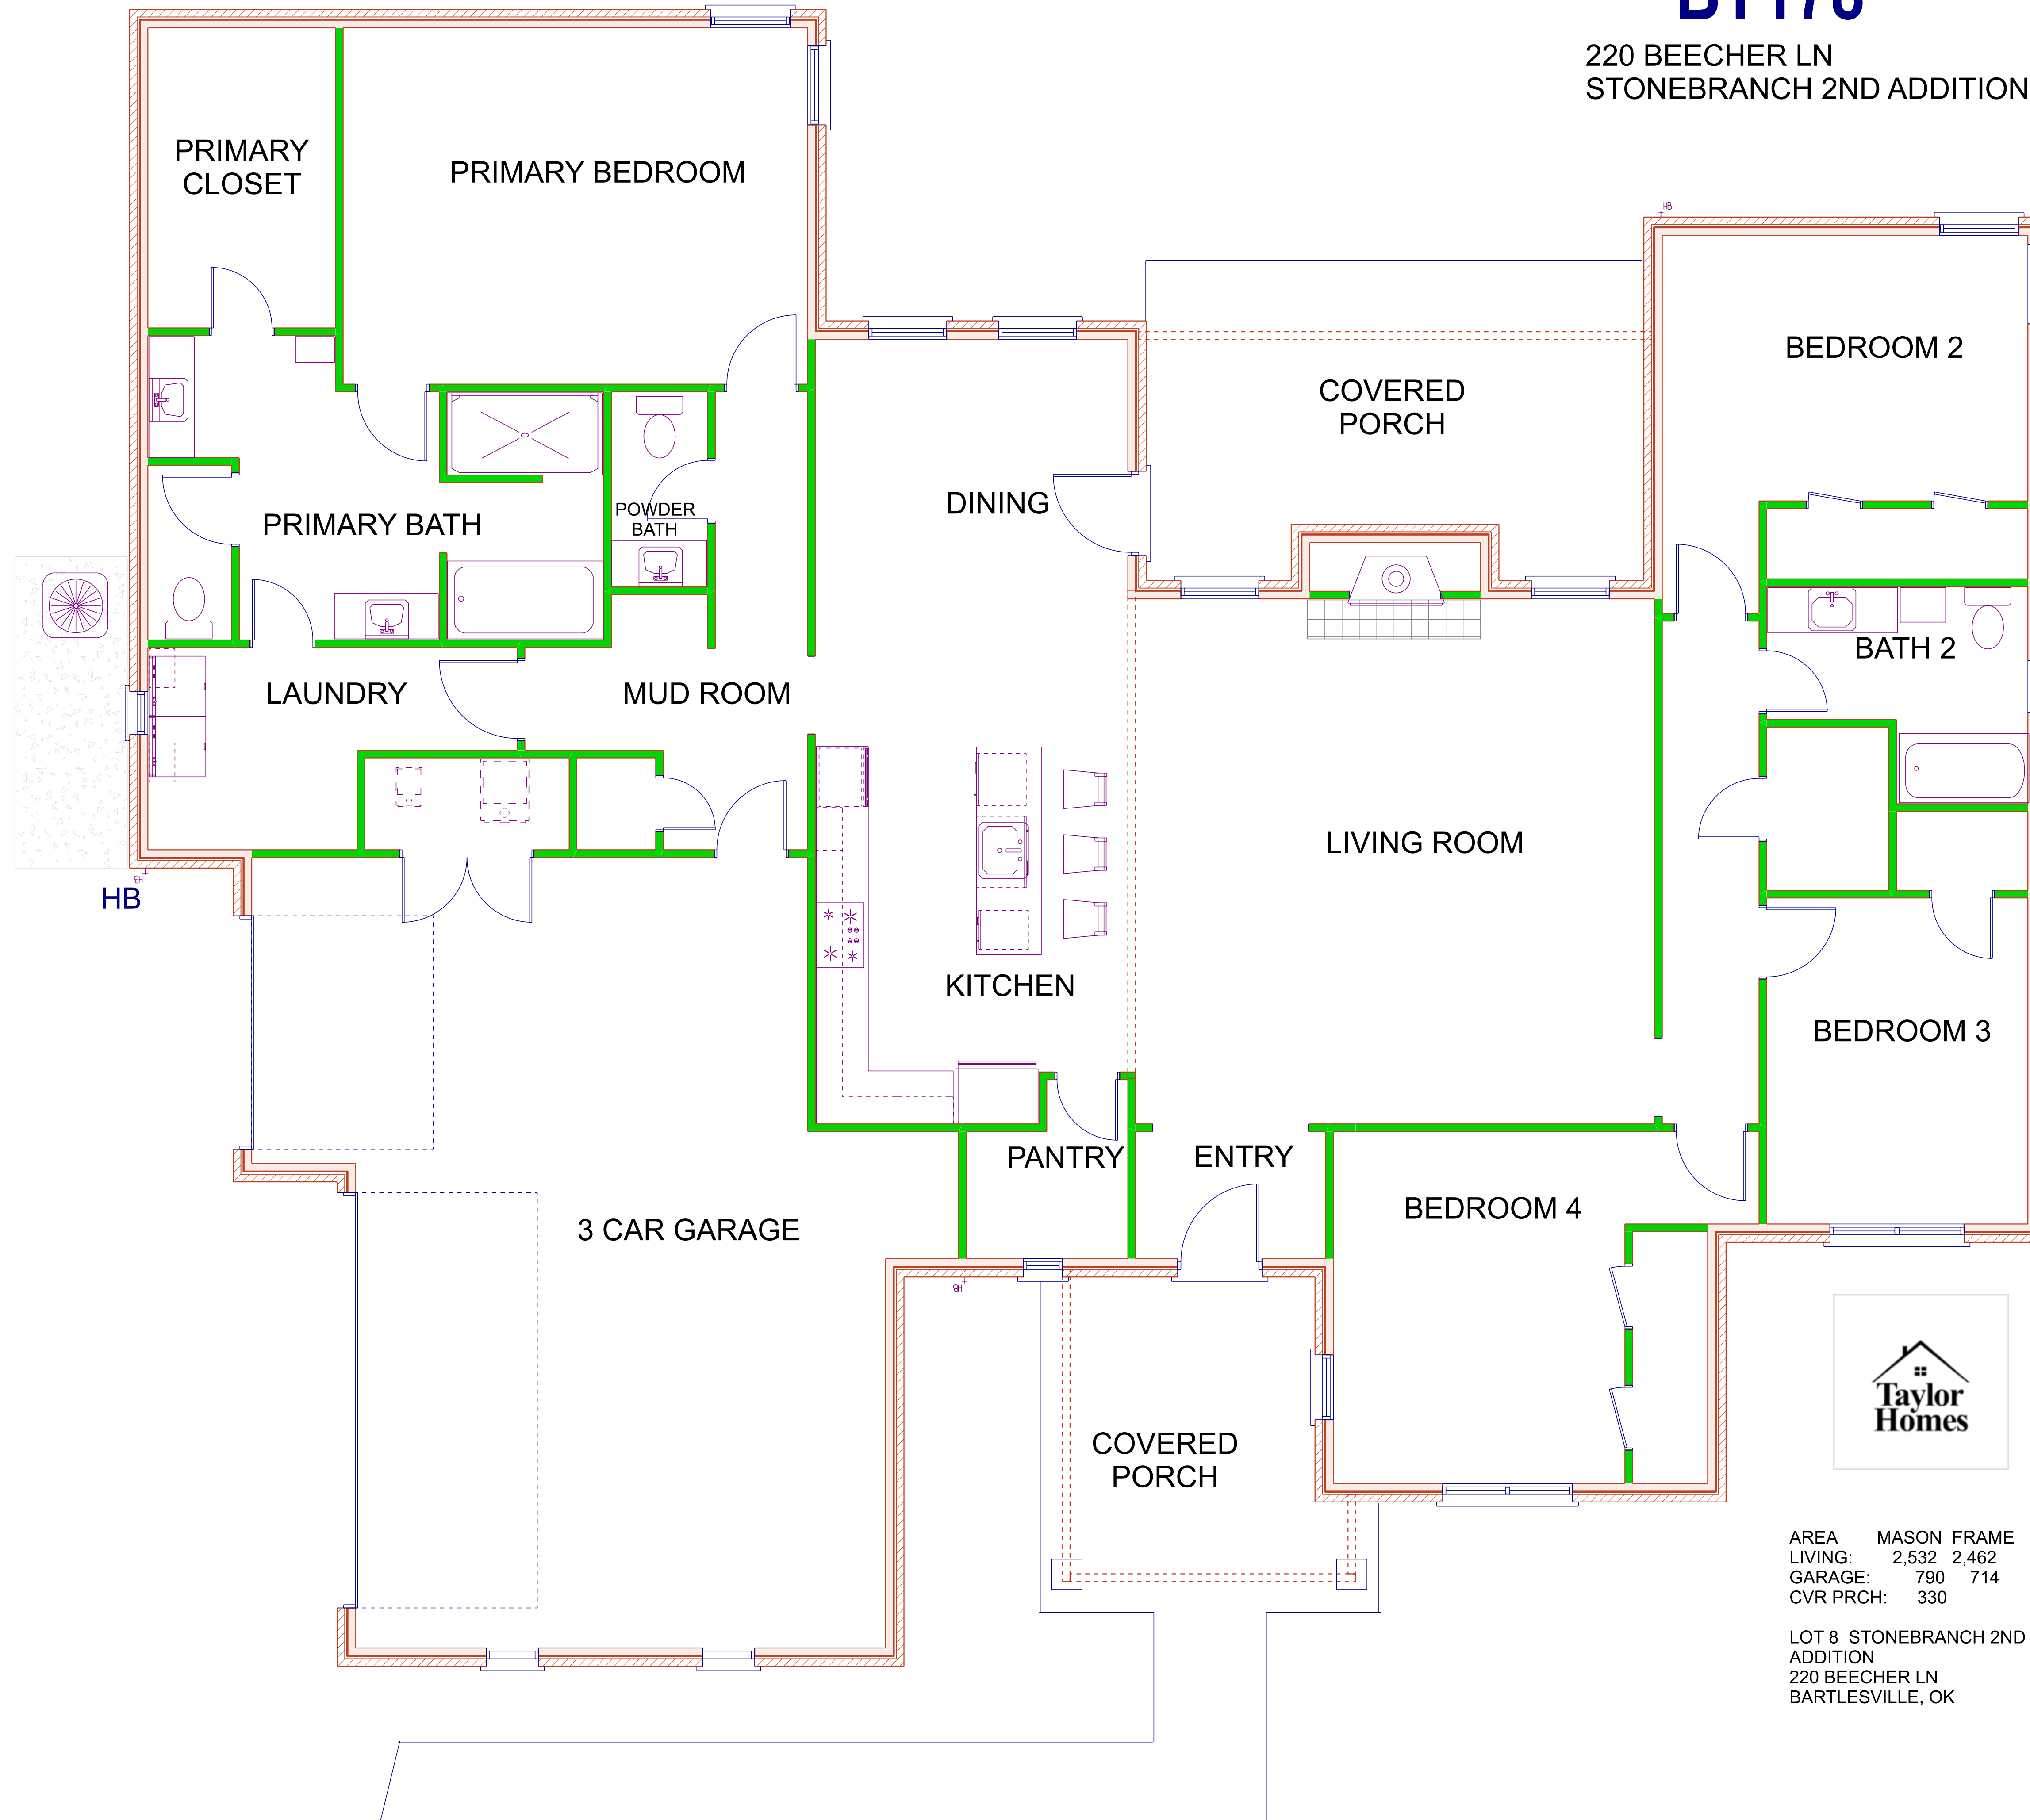 220 BEECHER LN
STONEBRANCH 2ND ADDITION
PRIMARY
CLOSET
PRIMARY BEDROOM
HB
BEDROOM 2
COVERED
PORCH
DINING
POWDER
BATH
PRIMARY BATH
BATH 2
LAUNDRY
MUD ROOM
LIVING ROOM
HB
HB
KITCHEN
BEDROOM 3
PANTRY
ENTRY
BEDROOM 4
3 CAR GARAGE
HB
COVERED
PORCH
Taylor
Homes
AREA MASON FRAME
LIVING: 2,532 2,462
GARAGE: 790 714
CVR PRCH: 330
LOT 8 STONEBRANCH 2ND
ADDITION
220 BEECHER LN
BARTLESVILLE, OK